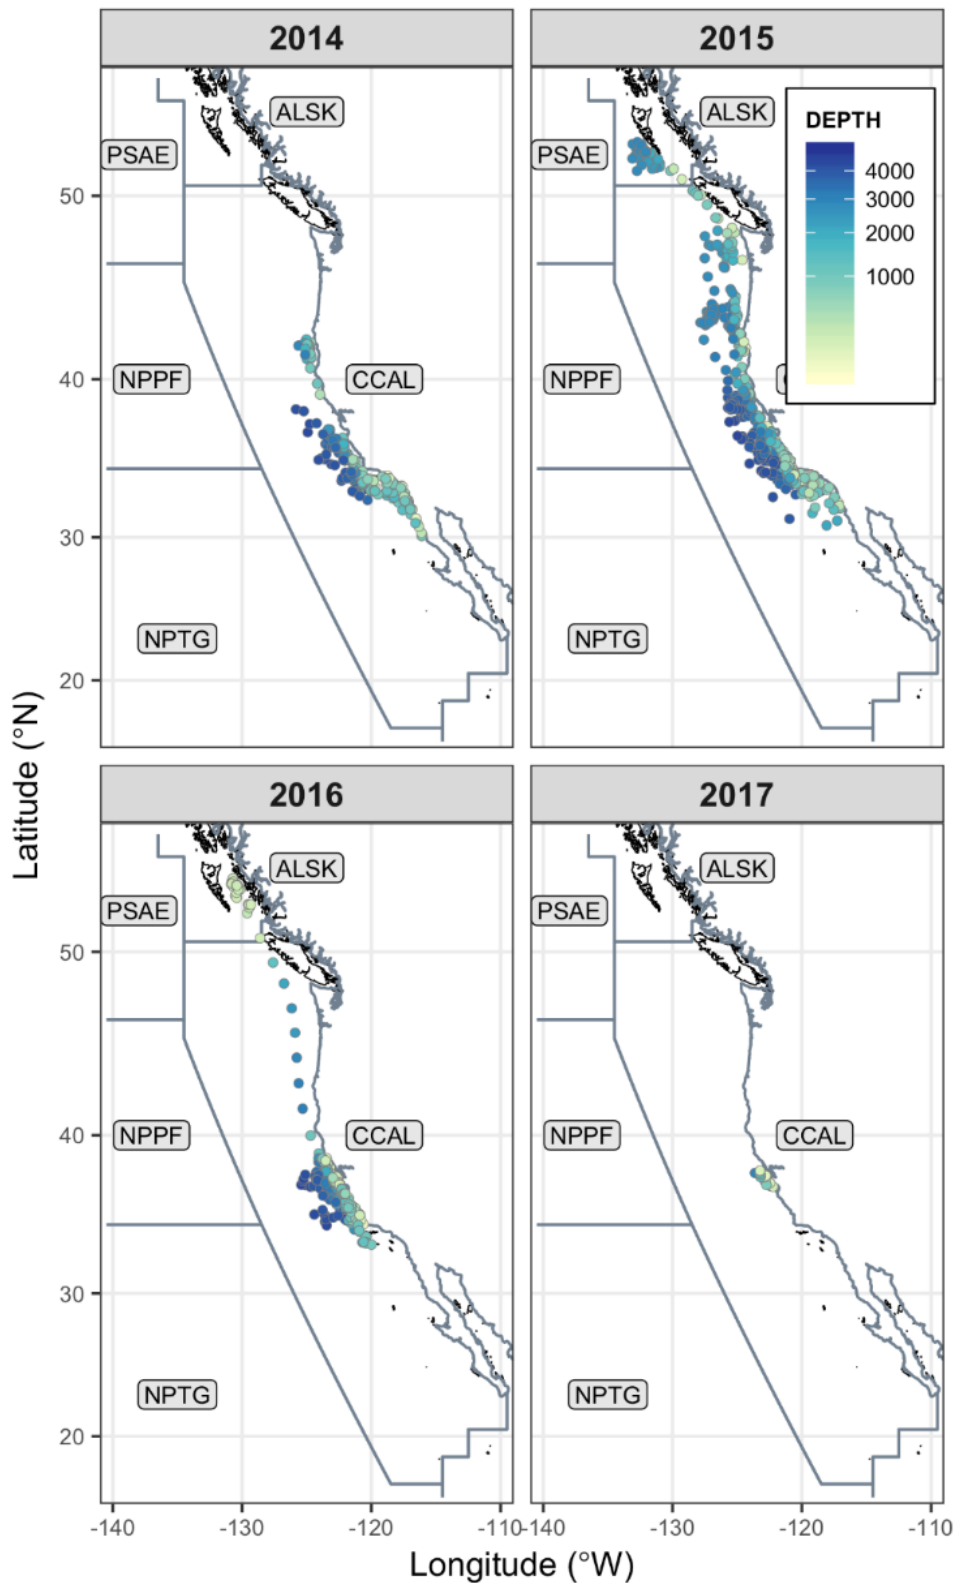 2014
2015
ALSK
PSAE
NPPF
CCAL
NPTG
50
40
30
20
ALSK
PSAE
NPPF
C
NPTG
DEPTH
4000
3000
2000
1000
Latitude (°N)
2016
2017
ALSK
PSAE
NPPF
CCAL
NPTG
50
40
30
20
ALSK
PSAE
NPPF
CCAL
NPTG
-140
-130
-120
-110
-140
-130
-120
-110
Longitude (°W)